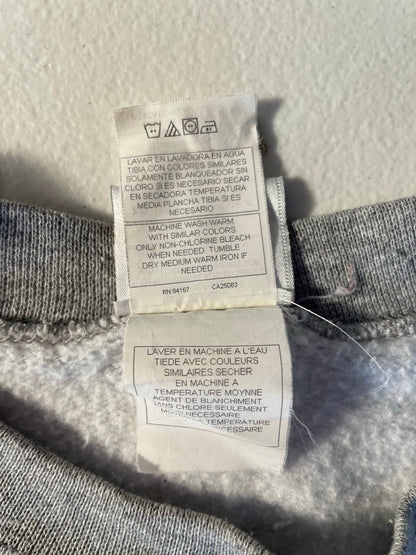 LAVAR EN LAVADORA EN AGUA
TIBIA CON COLORES SIMILARES
SOLAMENTE BLANQUEADOR SIN
CLORO SI ES NECESARIO SECAR
EN SECADORA TEMPERATURA
MEDIA PLANCHA TIBIA SI ES
NECESARIO
MACHINE WASH WARM
WITH SIMILAR COLORS
ONLY NON-CHLORINE BLEACH
WHEN NEEDED. TUMBLE
DRY MEDIUM WARM IRON IF
NEEDED
RN 84167 CA25083
LAVER EN MACHINE A L'EAU
TIEDE AVEC COULEURS
SIMILAIRES SECHER
EN MACHINE A
TEMPERATURE MOYNNE
AGENT DE BLANCHIMENT
SANS CHLORE SEULEMENT
NECESSAIRE
A TEMPERATURE
NECESSAIRE